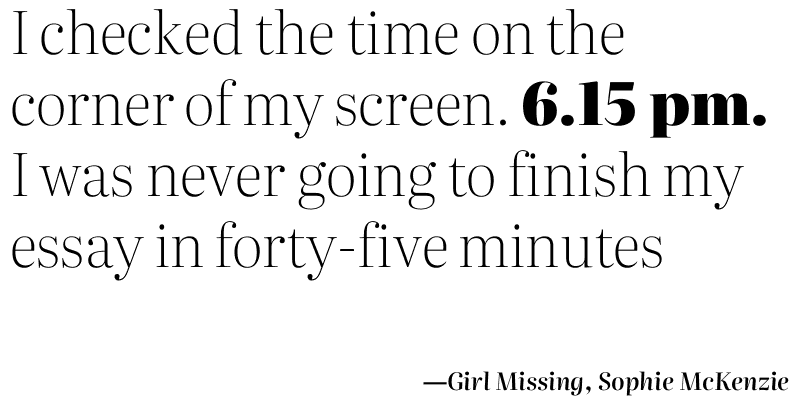 I checked the time on the
corner of my screen. 6.15 pm.
I was never going to finish my
essay in forty-five minutes
—Girl Missing, Sophie McKenzie